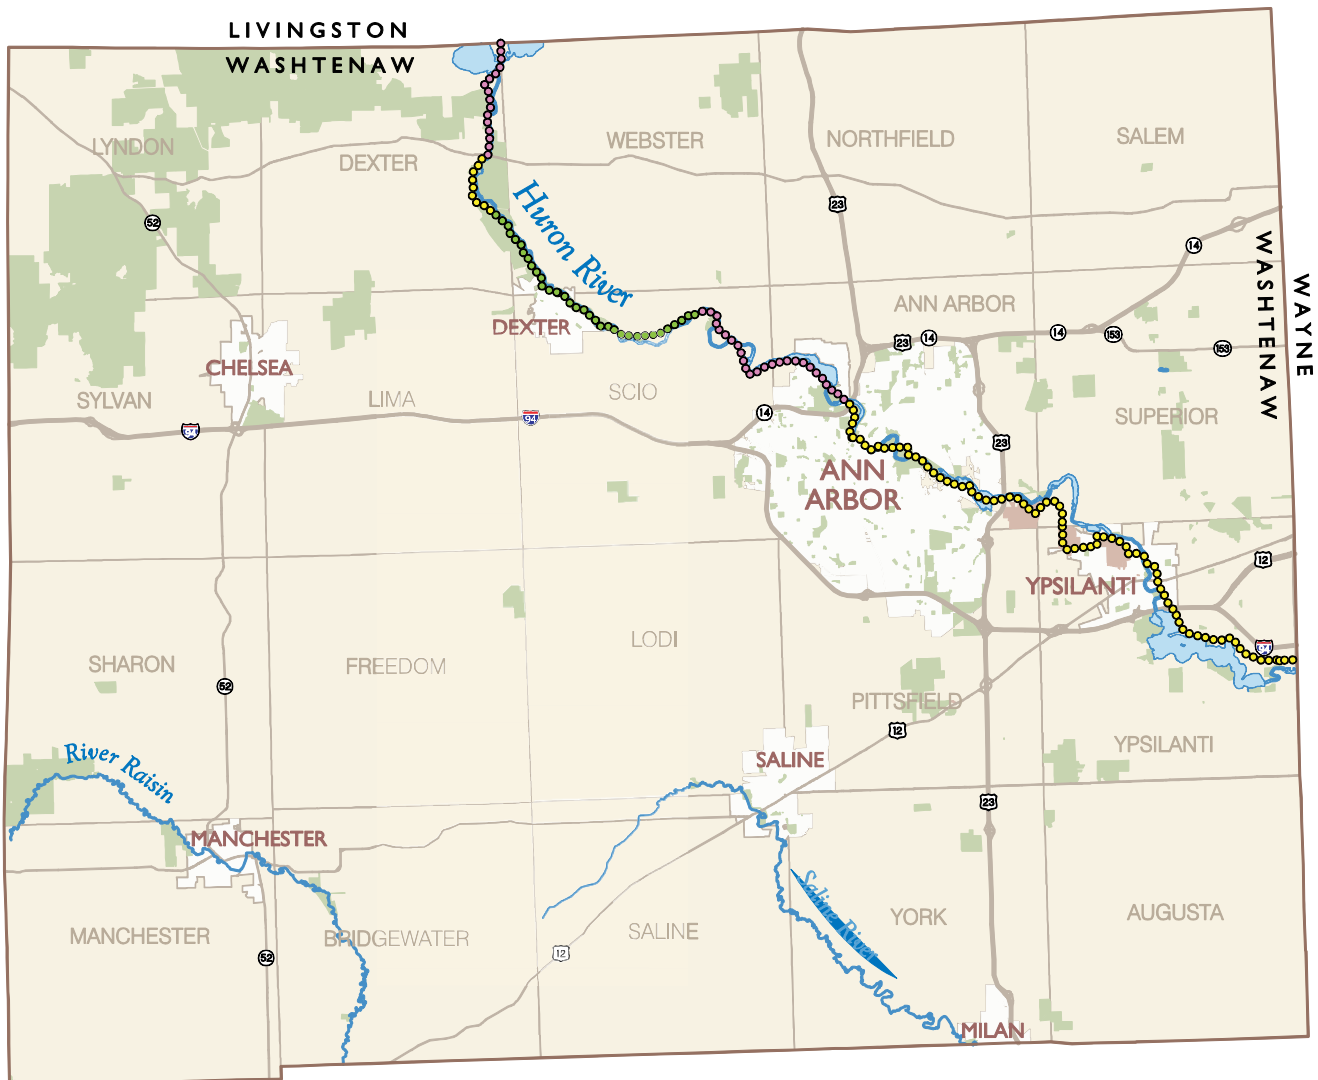 LIVINGSTON
WASHTENAW
LYNDON
DEXTER
WEBSTER
NORTHFIELD
SALEM
52
23
14
Huron River
WASHTENAW
WAYNE
ANN ARBOR
DEXTER
23
14
14
153
153
CHELSEA
SYLVAN
LIMA
SCIO
94
94
14
SUPERIOR
23
ANN
ARBOR
12
YPSILANTI
LODI
94
SHARON
FREEDOM
52
PITTSFIELD
12
YPSILANTI
River Raisin
SALINE
23
MANCHESTER
Saline River
YORK
AUGUSTA
MANCHESTER
BRIDGEWATER
SALINE
52
12
MILAN